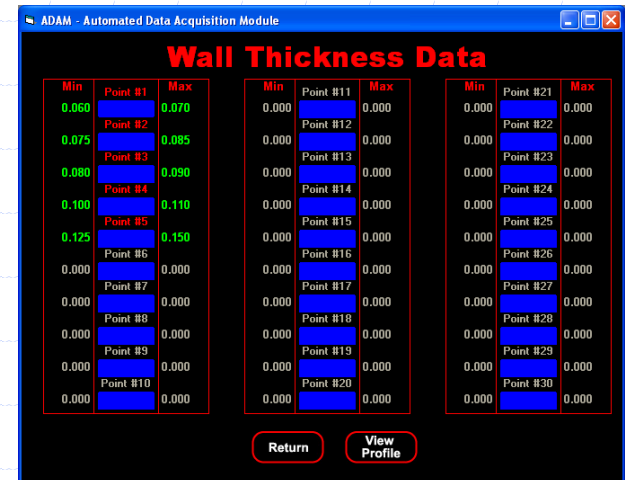 ADAM - Automated Data Acquisition Module
Wall Thickness Data
Min Point #1 Max
0.060 0.070
Point #2
0.075 0.085
Point #3
0.080 0.090
Point #4
0.100 0.110
Point #5
0.125 0.150
Point #6
0.000 0.000
Point #7
0.000 0.000
Point #8
0.000 0.000
Point #9
0.000 0.000
Point #10
0.000 0.000
Min Point #11 Max
0.000 0.000
Point #12
0.000 0.000
Point #13
0.000 0.000
Point #14
0.000 0.000
Point #15
0.000 0.000
Point #16
0.000 0.000
Point #17
0.000 0.000
Point #18
0.000 0.000
Point #19
0.000 0.000
Point #20
0.000 0.000
Min Point #21 Max
0.000 0.000
Point #22
0.000 0.000
Point #23
0.000 0.000
Point #24
0.000 0.000
Point #25
0.000 0.000
Point #26
0.000 0.000
Point #27
0.000 0.000
Point #28
0.000 0.000
Point #29
0.000 0.000
Point #30
0.000 0.000
Return
View
Profile